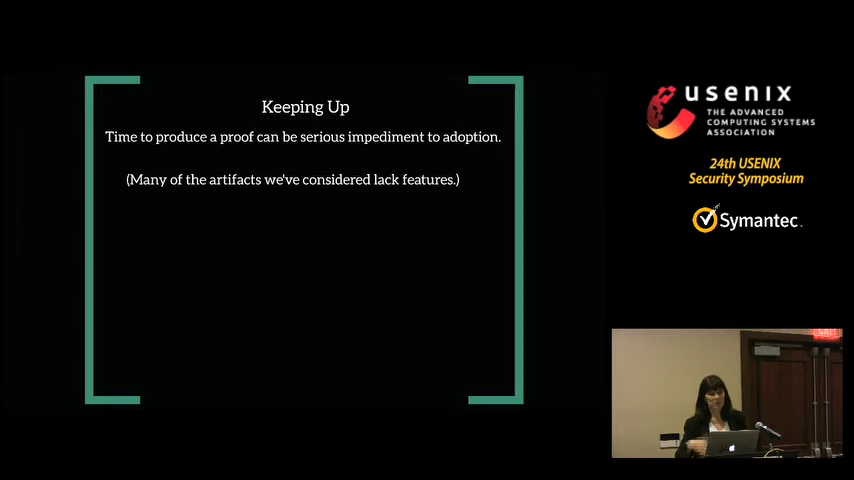 Keeping Up
Time to produce a proof can be serious impediment to adoption.
(Many of the artifacts we've considered lack features.)
usenix
THE ADVANCED
COMPUTING SYSTEMS
ASSOCIATION
24th USENIX
Security Symposium
Symantec.